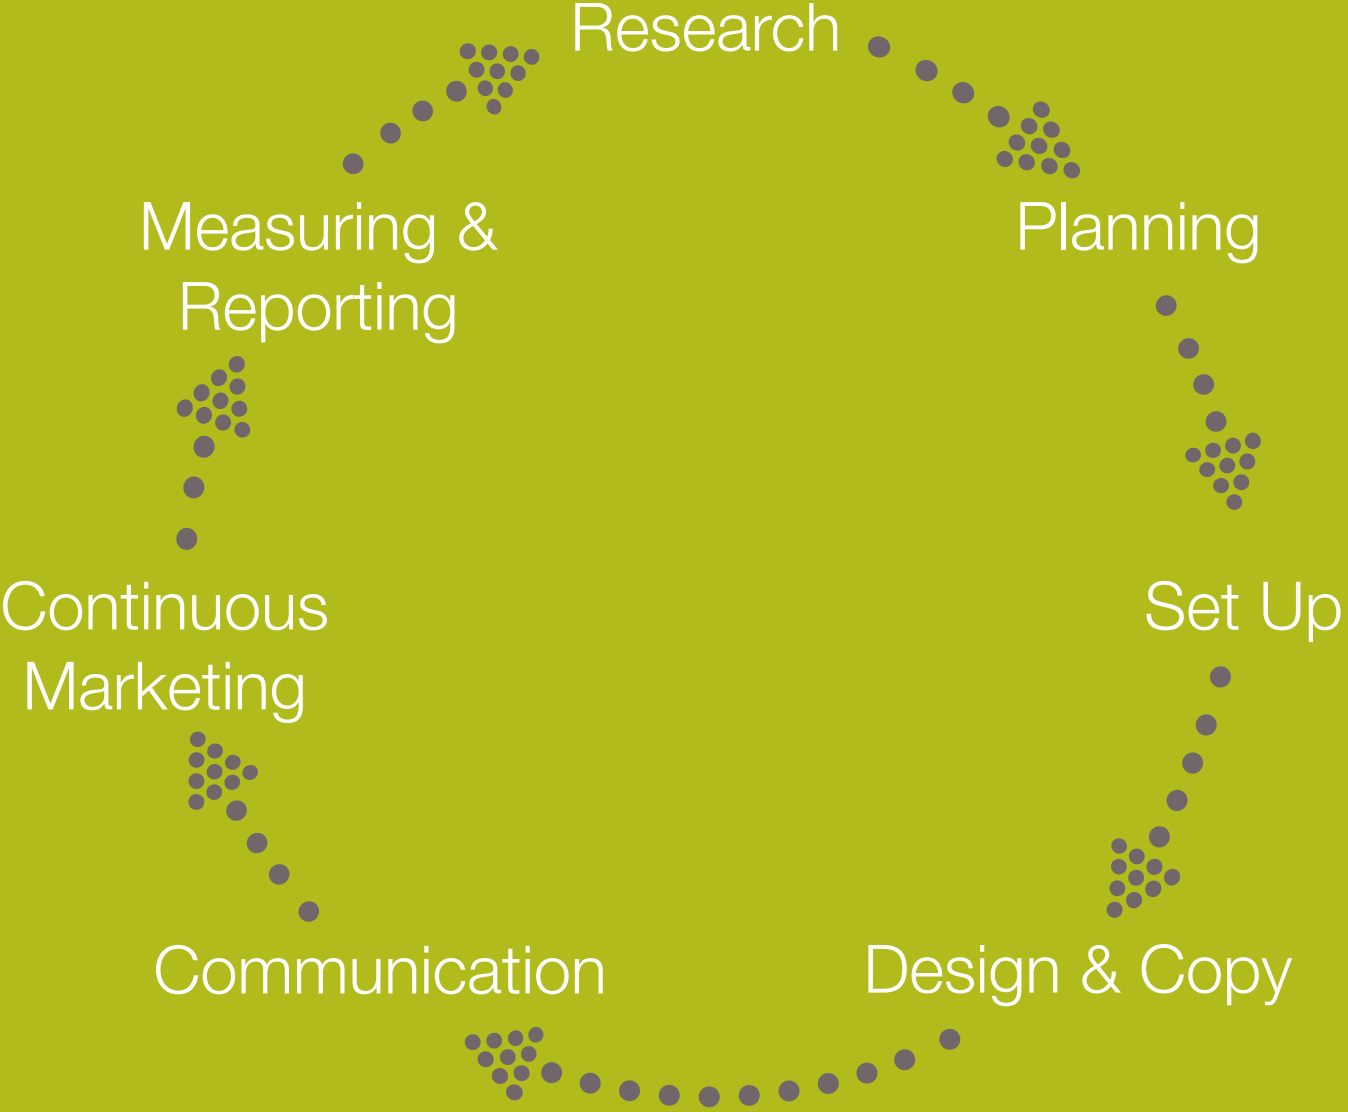 Research
Planning
Set Up
Design & Copy
Communication
Continuous
Marketing
Measuring &
Reporting